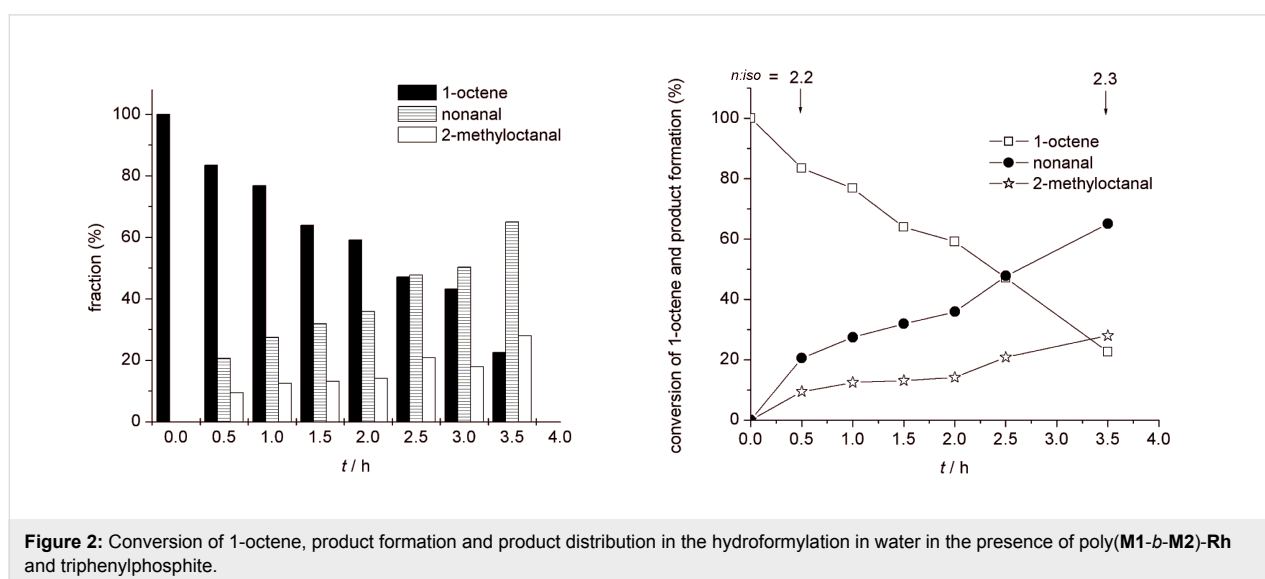 1-octene
nonanal
2-methyloctanal
100
80
60
40
20
0
fraction (%)
0.0 0.5 1.0 1.5 2.0 2.5 3.0 3.5 4.0
t / h
n:iso = 2.2 2.3
1-octene
nonanal
2-methyloctanal
100
80
60
40
20
0
conversion of 1-octene and product formation (%)
0.0 0.5 1.0 1.5 2.0 2.5 3.0 3.5 4.0
t / h
Figure 2: Conversion of 1-octene, product formation and product distribution in the hydroformylation in water in the presence of poly(M1-b-M2)-Rh
and triphenylphosphite.